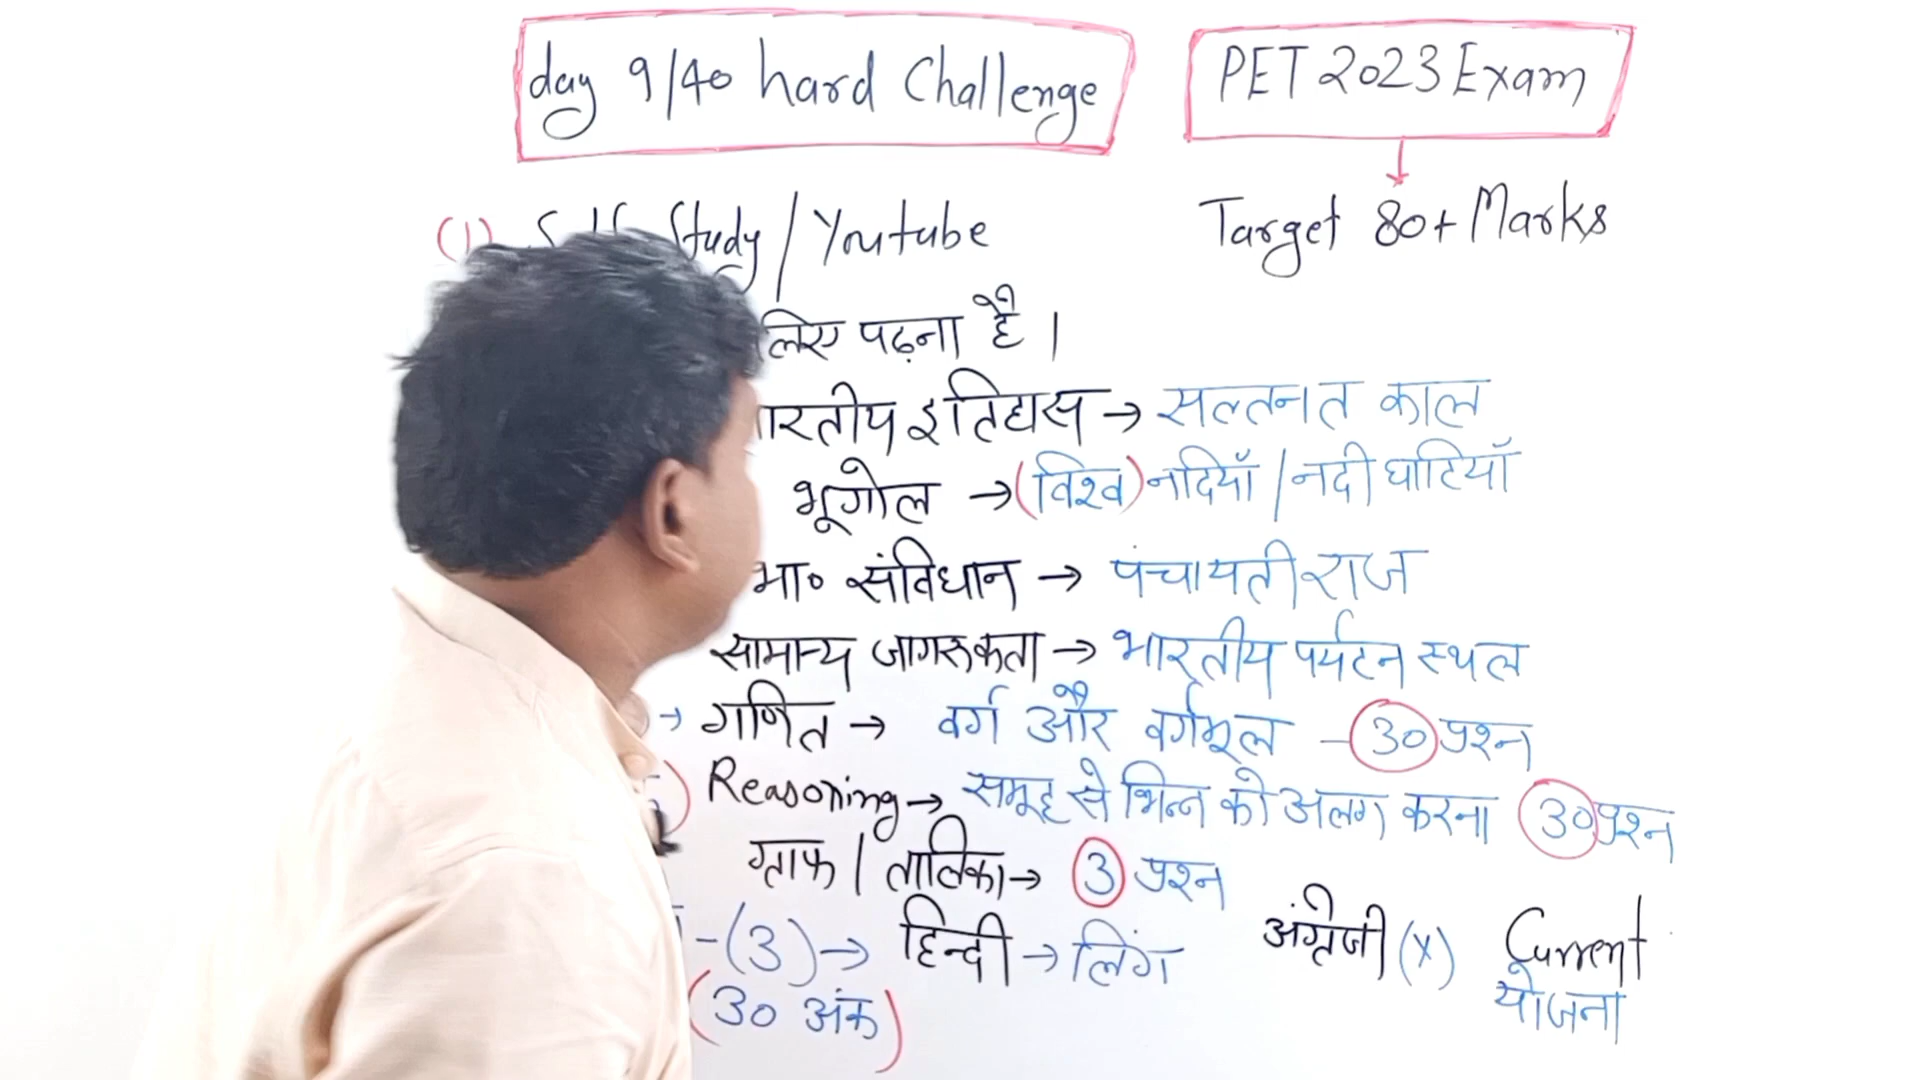 day 9/40 hard Challenge
PET 2023 Exam
Target 80+ Marks
(1) Self Study / Youtube
लिए पढ़ना है।
भारतीय इतिहास → सल्तनत काल
भूगोल → (विश्व) नदियाँ / नदी घाटियाँ
भा० संविधान → पंचायती राज
सामान्य जागरूकता → भारतीय पर्यटन स्थल
→ गणित → वर्ग और वर्गमूल - 30 प्रश्न
Reasoning → समूह से भिन्न को अलग करना 30 प्रश्न
ग्राफ / तालिका → 3 प्रश्न
-(3) → हिन्दी → लिंग
(30 अंक)
अंग्रेजी (x)
Current
योजना